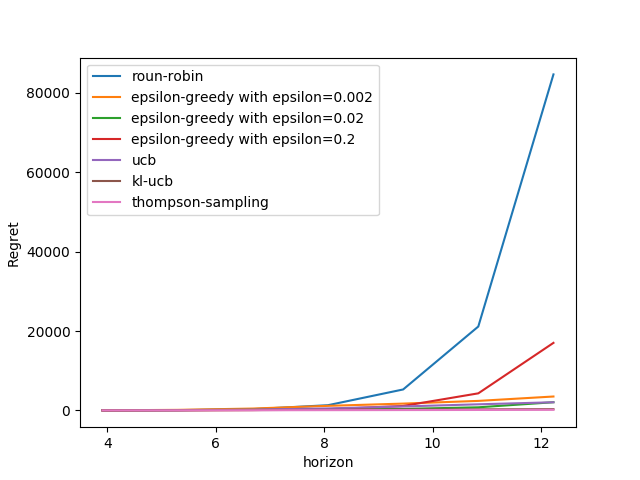 roun-robin
epsilon-greedy with epsilon=0.002
epsilon-greedy with epsilon=0.02
epsilon-greedy with epsilon=0.2
ucb
kl-ucb
thompson-sampling
Regret
80000
60000
40000
20000
0
4 6 8 10 12
horizon